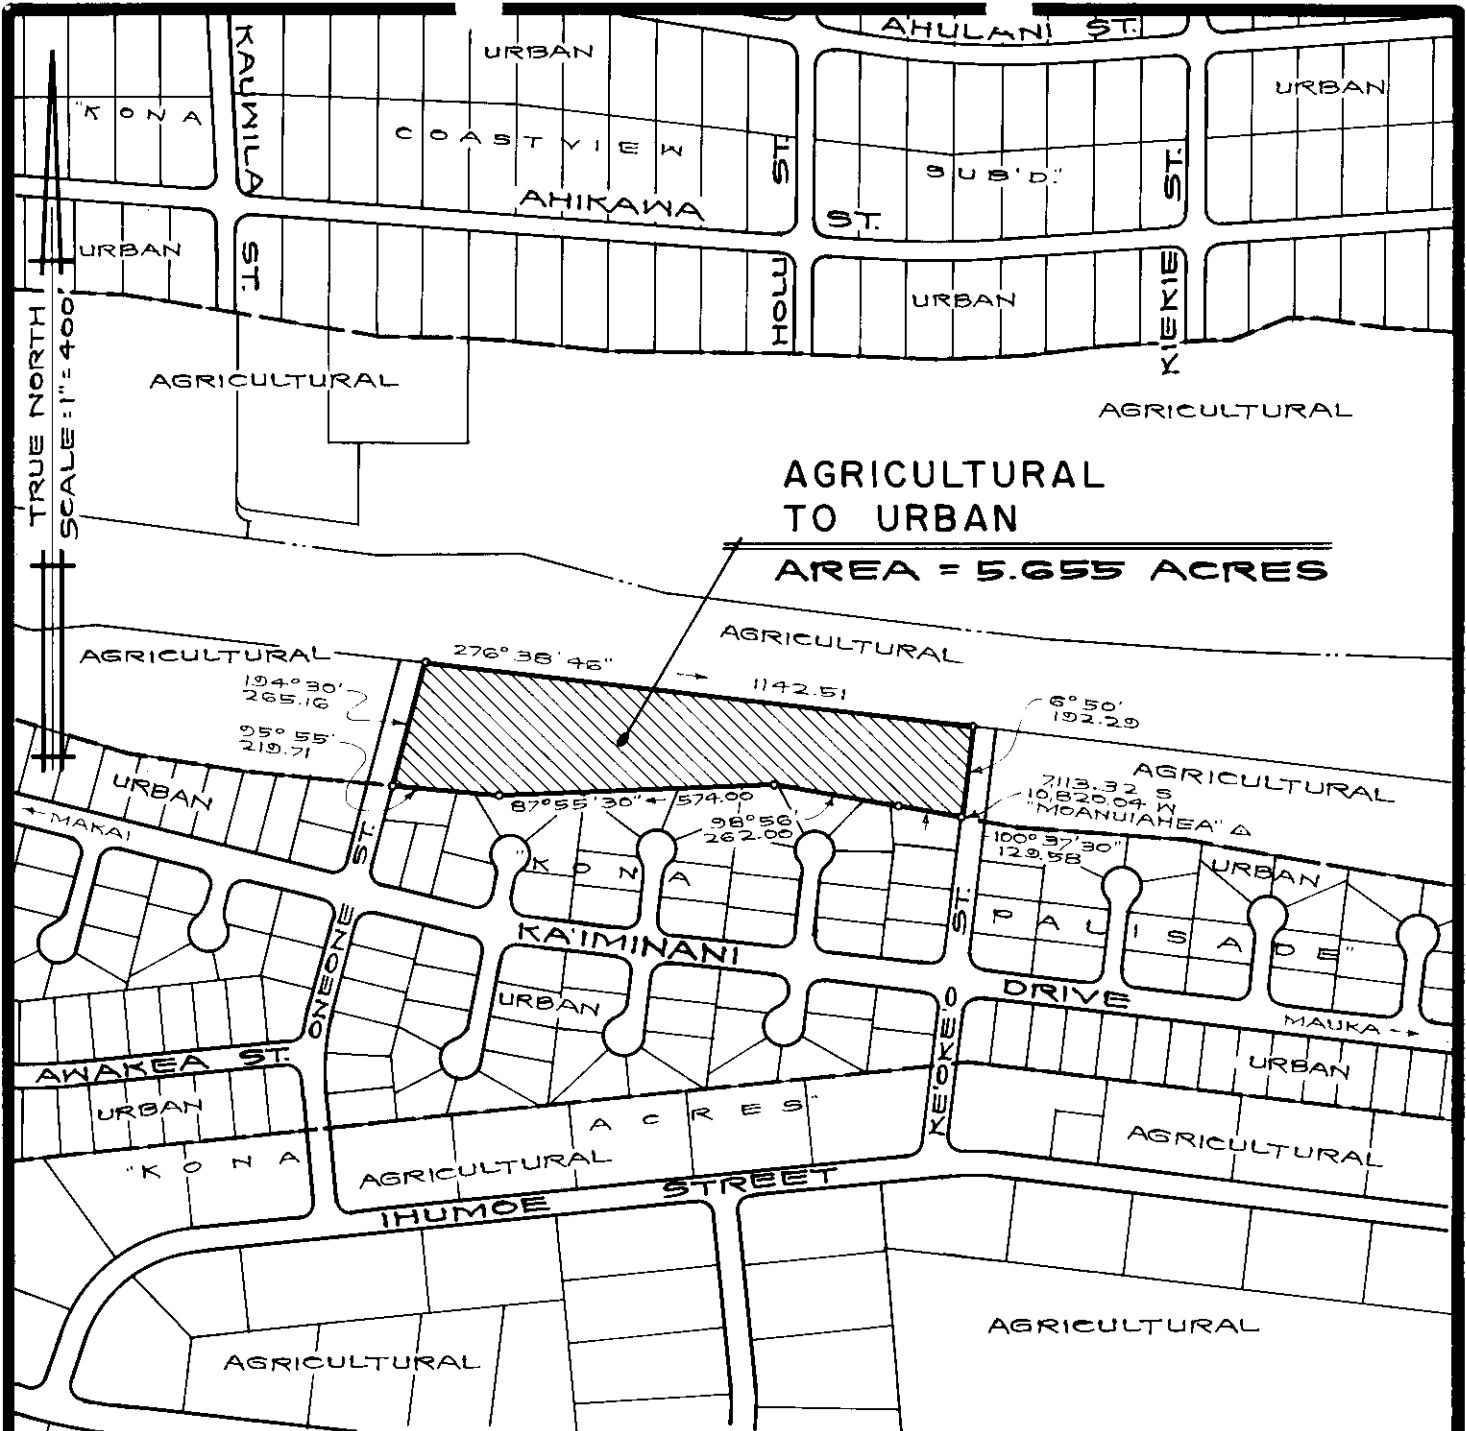 A'HULANI ST.
KAUWILA ST.
URBAN
URBAN
"KONA
COAST VIEW
SUB'D."
HOLU ST.
KIEKIE ST.
AHIKAWA ST.
URBAN
URBAN
TRUE NORTH
SCALE : 1" = 400'
AGRICULTURAL
AGRICULTURAL
AGRICULTURAL
TO URBAN
AREA = 5.655 ACRES
AGRICULTURAL
AGRICULTURAL
276° 38' 46"
1142.51
194° 30'
265.16
6° 50'
192.29
95° 55'
219.71
AGRICULTURAL
URBAN
87° 55' 30"
574.00
98° 56'
262.00
7113.32 S
10,820.04 W
"MOANUIAHEA" △
100° 37' 30"
129.58
MAKAI
URBAN
"KONA
PALISADE"
ONEONE ST.
KE'OKE'O ST.
KA'IMINANI DRIVE
URBAN
MAUKA
AWAKEA ST.
URBAN
URBAN
"KONA
ACRES"
AGRICULTURAL
AGRICULTURAL
IHUMOE STREET
AGRICULTURAL
AGRICULTURAL